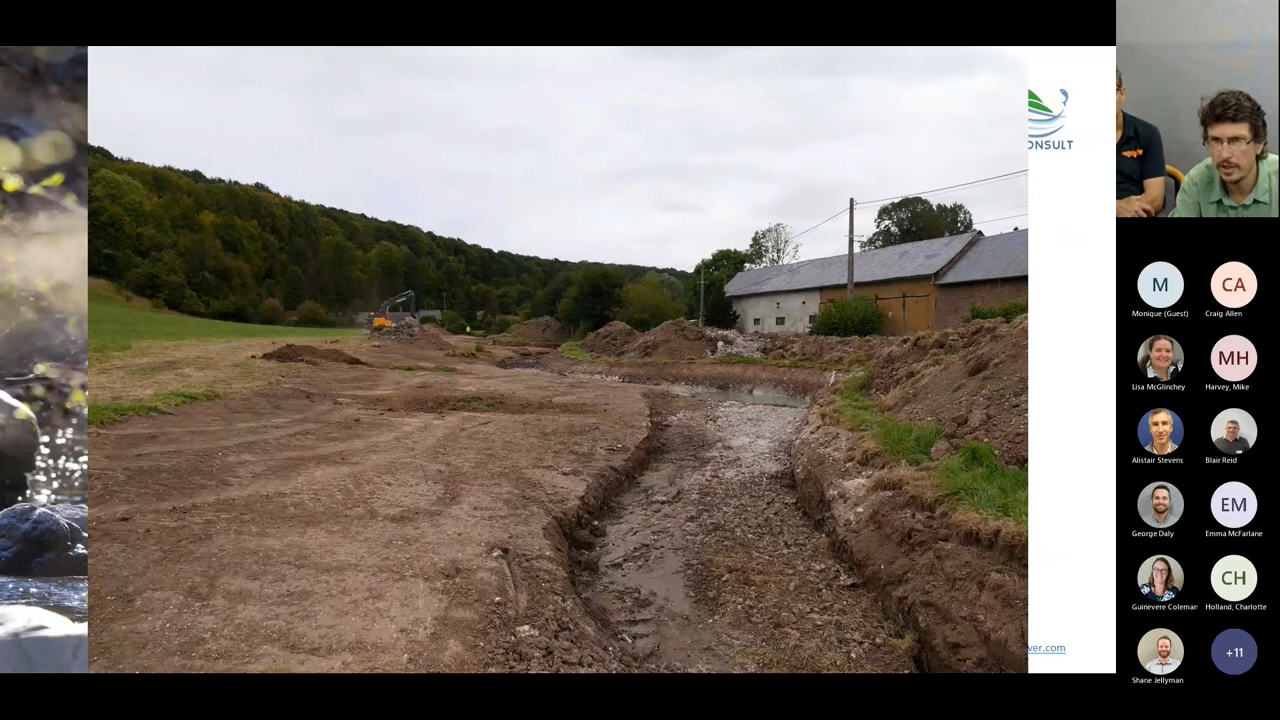 ONSULT
ver.com
M
Monique (Guest)
CA
Craig Allen
Lisa McGlinchey
MH
Harvey, Mike
Alistair Stevens
Blair Reid
George Daly
EM
Emma McFarlane
Guinevere Coleman
CH
Holland, Charlotte
Shane Jellyman
+11